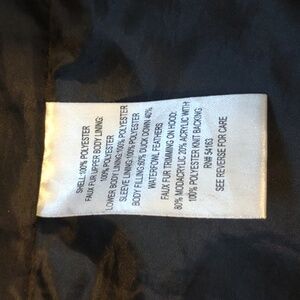 SHELL:100% POLYESTER
FAUX FUR UPPER BODY LINING:
100% POLYESTER
LOWER BODY LINING:100% POLYESTER
SLEEVE LINING:100% POLYESTER
BODY FILLING:60% DUCK DOWN 40%
WATERFOWL FEATHERS
FAUX FUR TRIMMING ON HOOD:
80% MODACRYLIC 20% ACRYLIC WITH
100% POLYESTER KNIT BACKING
RN# 54163
SEE REVERSE FOR CARE